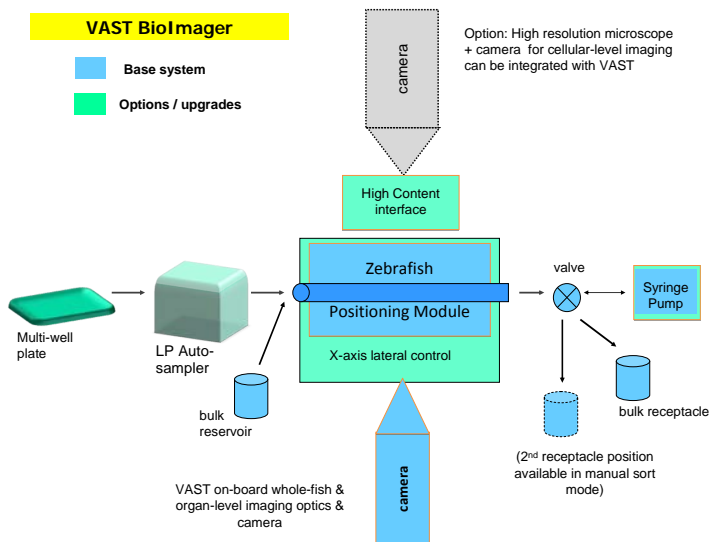 VAST BioImager
Base system
Options / upgrades
camera
Option: High resolution microscope
+ camera for cellular-level imaging
can be integrated with VAST
High Content
interface
Zebrafish
Positioning Module
X-axis lateral control
valve
Syringe
Pump
Multi-well
plate
LP Auto-
sampler
bulk
reservoir
bulk receptacle
(2nd receptacle position
available in manual sort
mode)
VAST on-board whole-fish &
organ-level imaging optics &
camera
camera